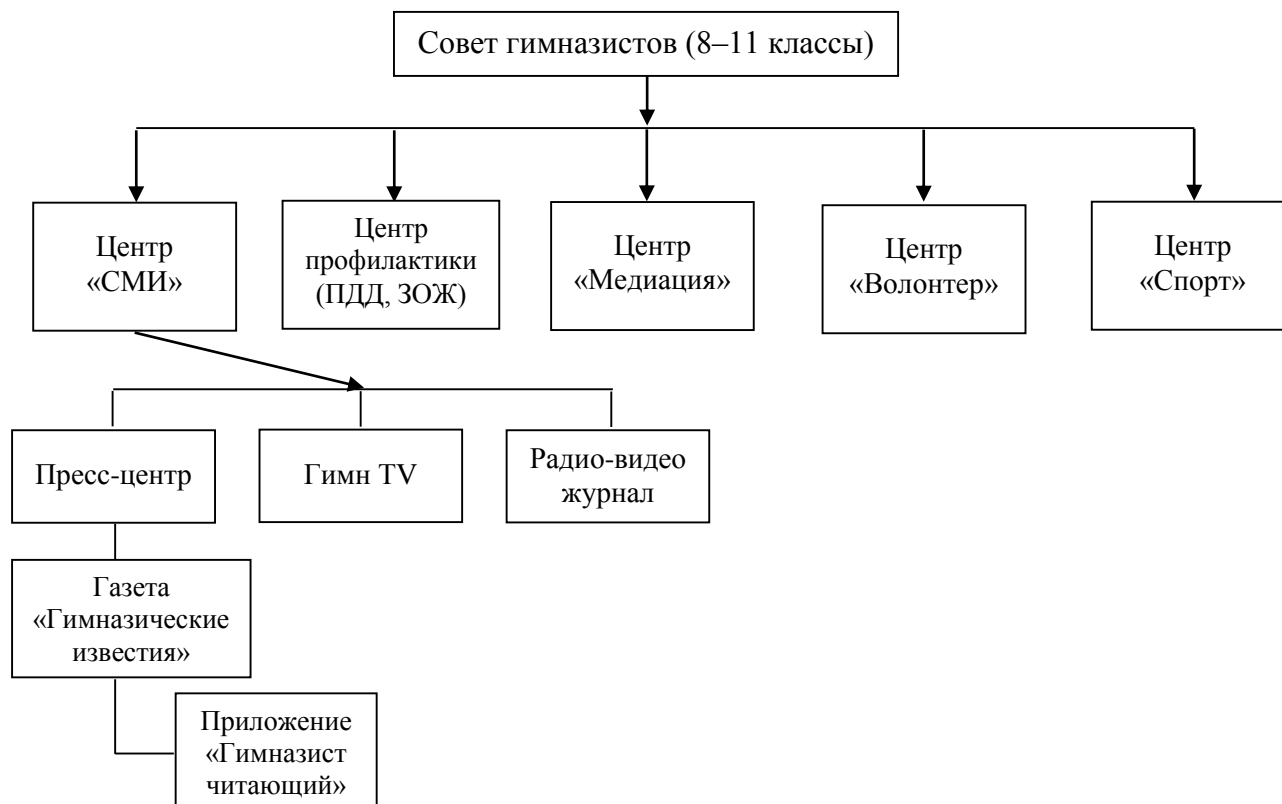 Совет гимназистов (8–11 классы)
Центр
«СМИ»
Центр
профилактики
(ПДД, ЗОЖ)
Центр
«Медиация»
Центр
«Волонтер»
Центр
«Спорт»
Пресс-центр
Гимн TV
Радио-видео
журнал
Газета
«Гимназические
известия»
Приложение
«Гимназист
читающий»